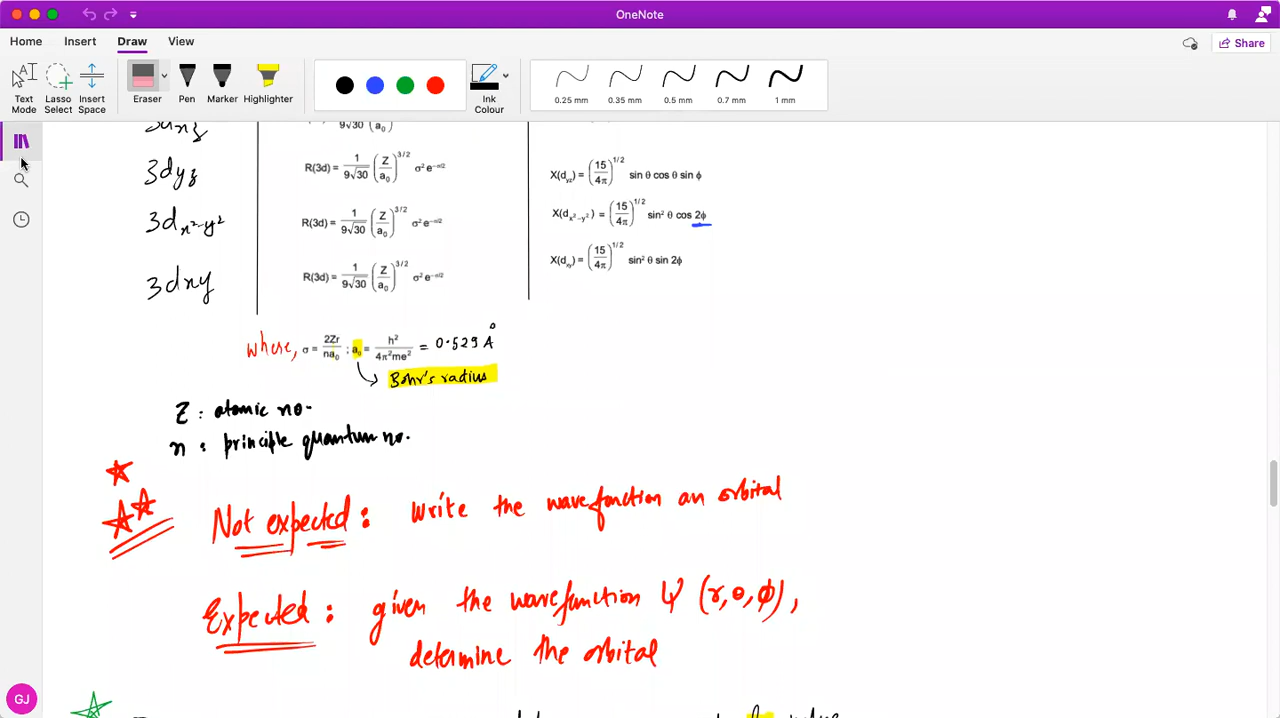 OneNote
Home Insert Draw View
Share
Text Mode
Lasso Select
Insert Space
Eraser
Pen
Marker
Highlighter
Ink Colour
0.25 mm 0.35 mm 0.5 mm 0.7 mm 1 mm
3dxz
3dyz R(3d) = 1/9√30 (Z/a₀)^3/2 σ² e^-σ/2 X(d_yz) = (15/4π)^1/2 sin θ cos θ sin ϕ
3dx²-y² R(3d) = 1/9√30 (Z/a₀)^3/2 σ² e^-σ/2 X(d_x²-y²) = (15/4π)^1/2 sin² θ cos 2ϕ
3dxy R(3d) = 1/9√30 (Z/a₀)^3/2 σ² e^-σ/2 X(d_xy) = (15/4π)^1/2 sin² θ sin 2ϕ
where, σ = 2Zr/na₀ ; a₀ = h²/4π²me² = 0.529 Å
Bohr's radius
Z : atomic no.
n : principle quantum no.
Not expected : Write the wavefunction an orbital
Expected : given the wavefunction Ψ (r,θ,ϕ),
determine the orbital
GJ